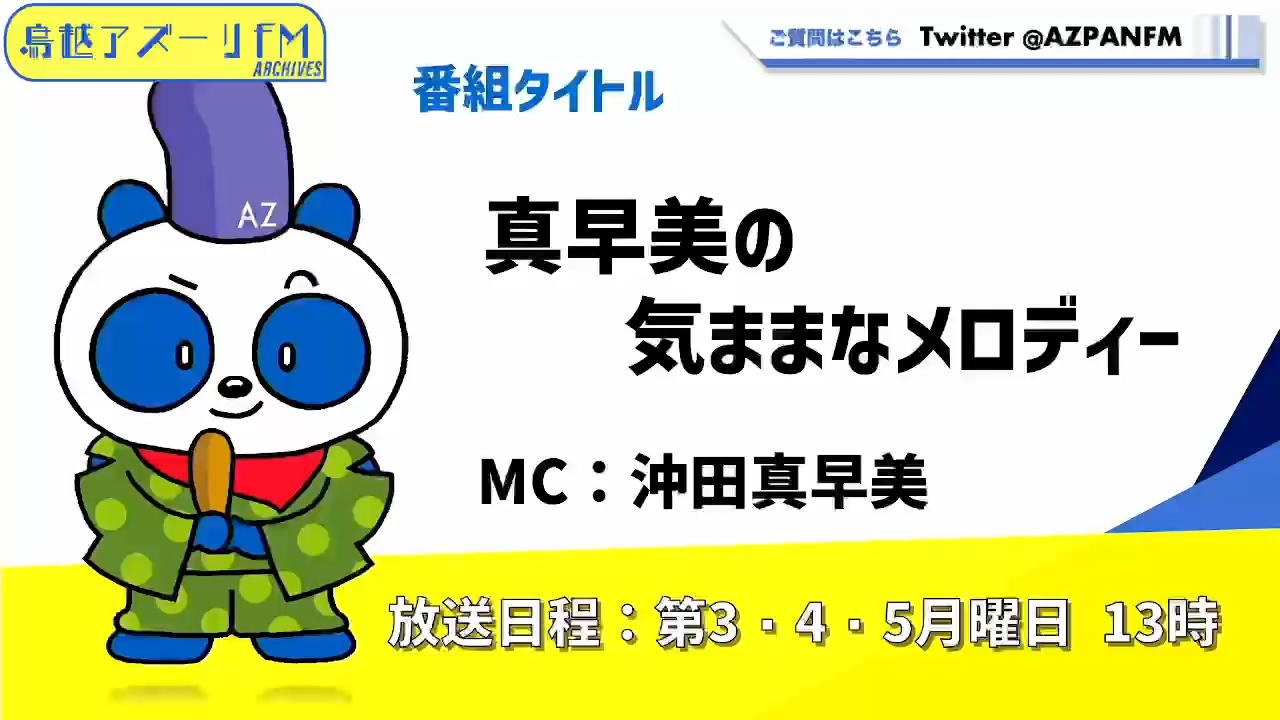 鳥越アズーリFM
ARCHIVES
ご質問はこちら Twitter @AZPANFM
番組タイトル
AZ
真早美の
気ままなメロディー
MC：沖田真早美
放送日程：第3・4・5月曜日 13時